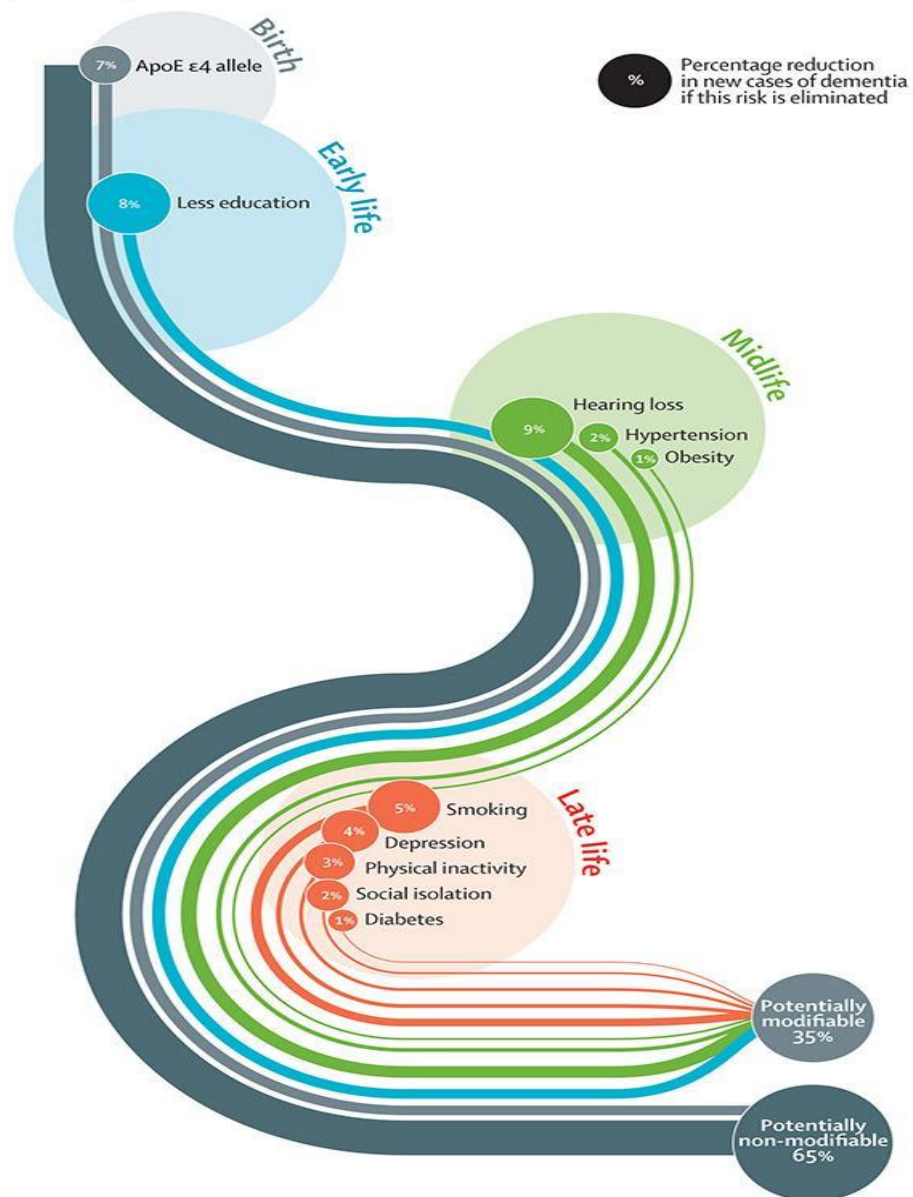 Birth
7%
ApoE ε4 allele
%
Percentage reduction
in new cases of dementia
if this risk is eliminated
Early life
8%
Less education
Midlife
Hearing loss
9%
2%
Hypertension
1%
Obesity
Late life
5%
Smoking
4%
Depression
3%
Physical inactivity
2%
Social isolation
1%
Diabetes
Potentially
modifiable
35%
Potentially
non-modifiable
65%